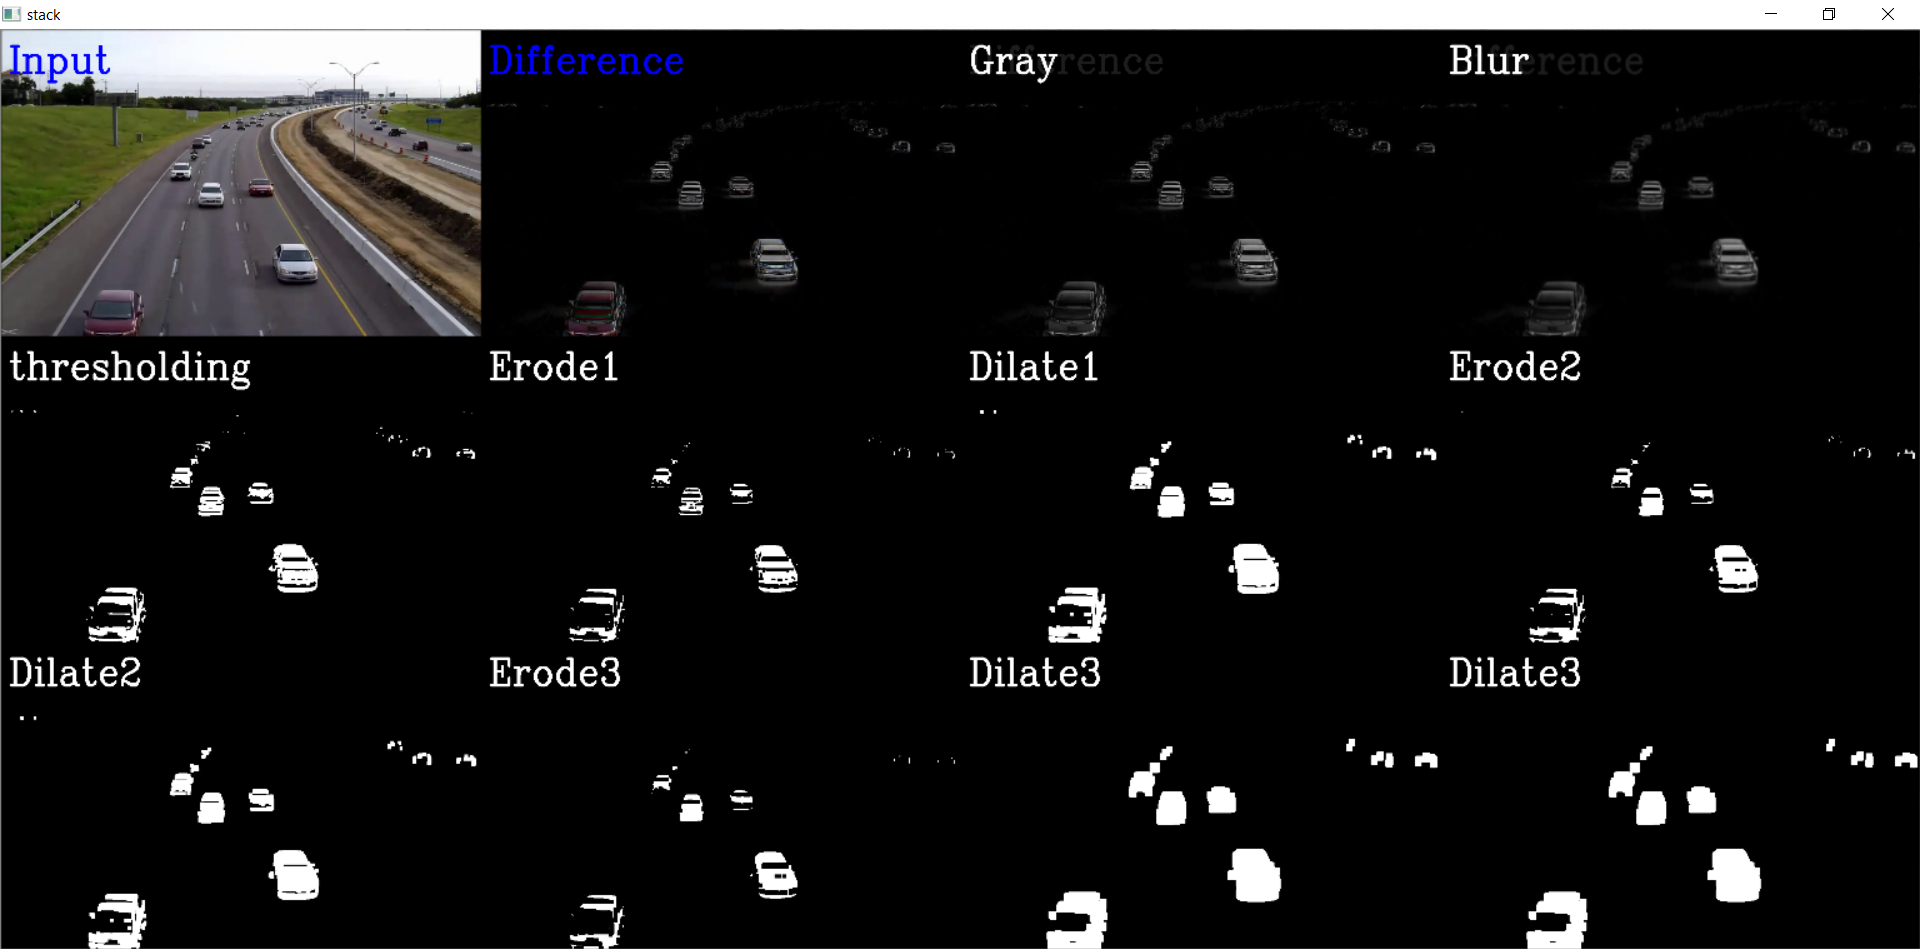 stack
Input
Difference
Gray
Blur
thresholding
Erode1
Dilate1
Erode2
Dilate2
Erode3
Dilate3
Dilate3